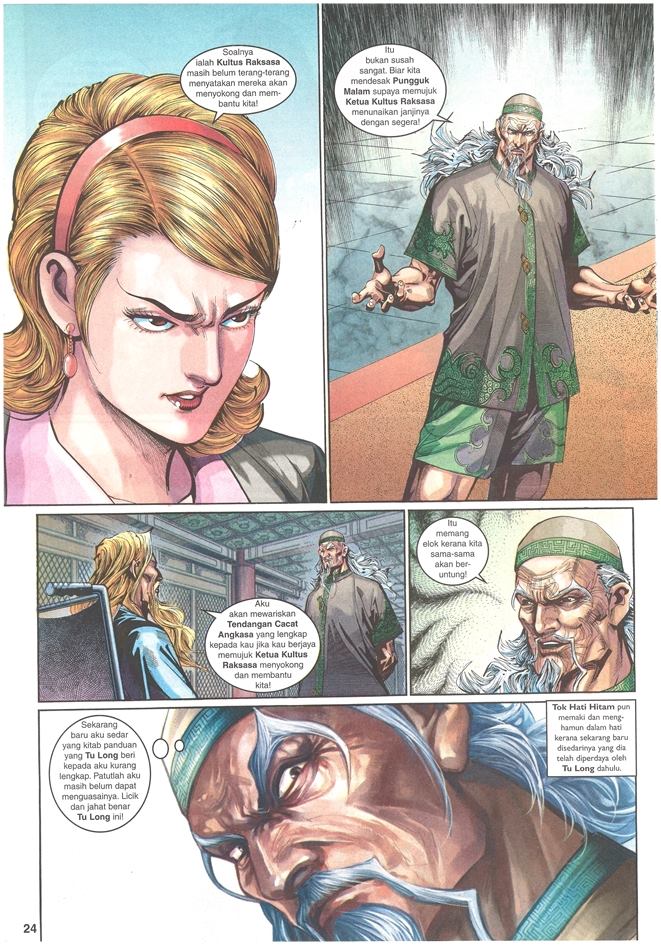 Soalnya
ialah Kultus Raksasa
masih belum terang-terang
menyatakan mereka akan
menyokong dan mem-
bantu kita!
Itu
bukan susah
sangat. Biar kita
mendesak Pungguk
Malam supaya memujuk
Ketua Kultus Raksasa
menunaikan janjinya
dengan segera!
Aku
akan mewariskan
Tendangan Cacat
Angkasa yang lengkap
kepada kau jika kau berjaya
memujuk Ketua Kultus
Raksasa menyokong
dan membantu
kita!
Itu
memang
elok kerana kita
sama-sama
akan ber-
untung!
Sekarang
baru aku sedar
yang kitab panduan
yang Tu Long beri
kepada aku kurang
lengkap. Patutlah aku
masih belum dapat
menguasainya. Licik
dan jahat benar
Tu Long ini!
Tok Hati Hitam pun
memaki dan meng-
hamun dalam hati
kerana sekarang baru
disedarinya yang dia
telah diperdaya oleh
Tu Long dahulu.
24